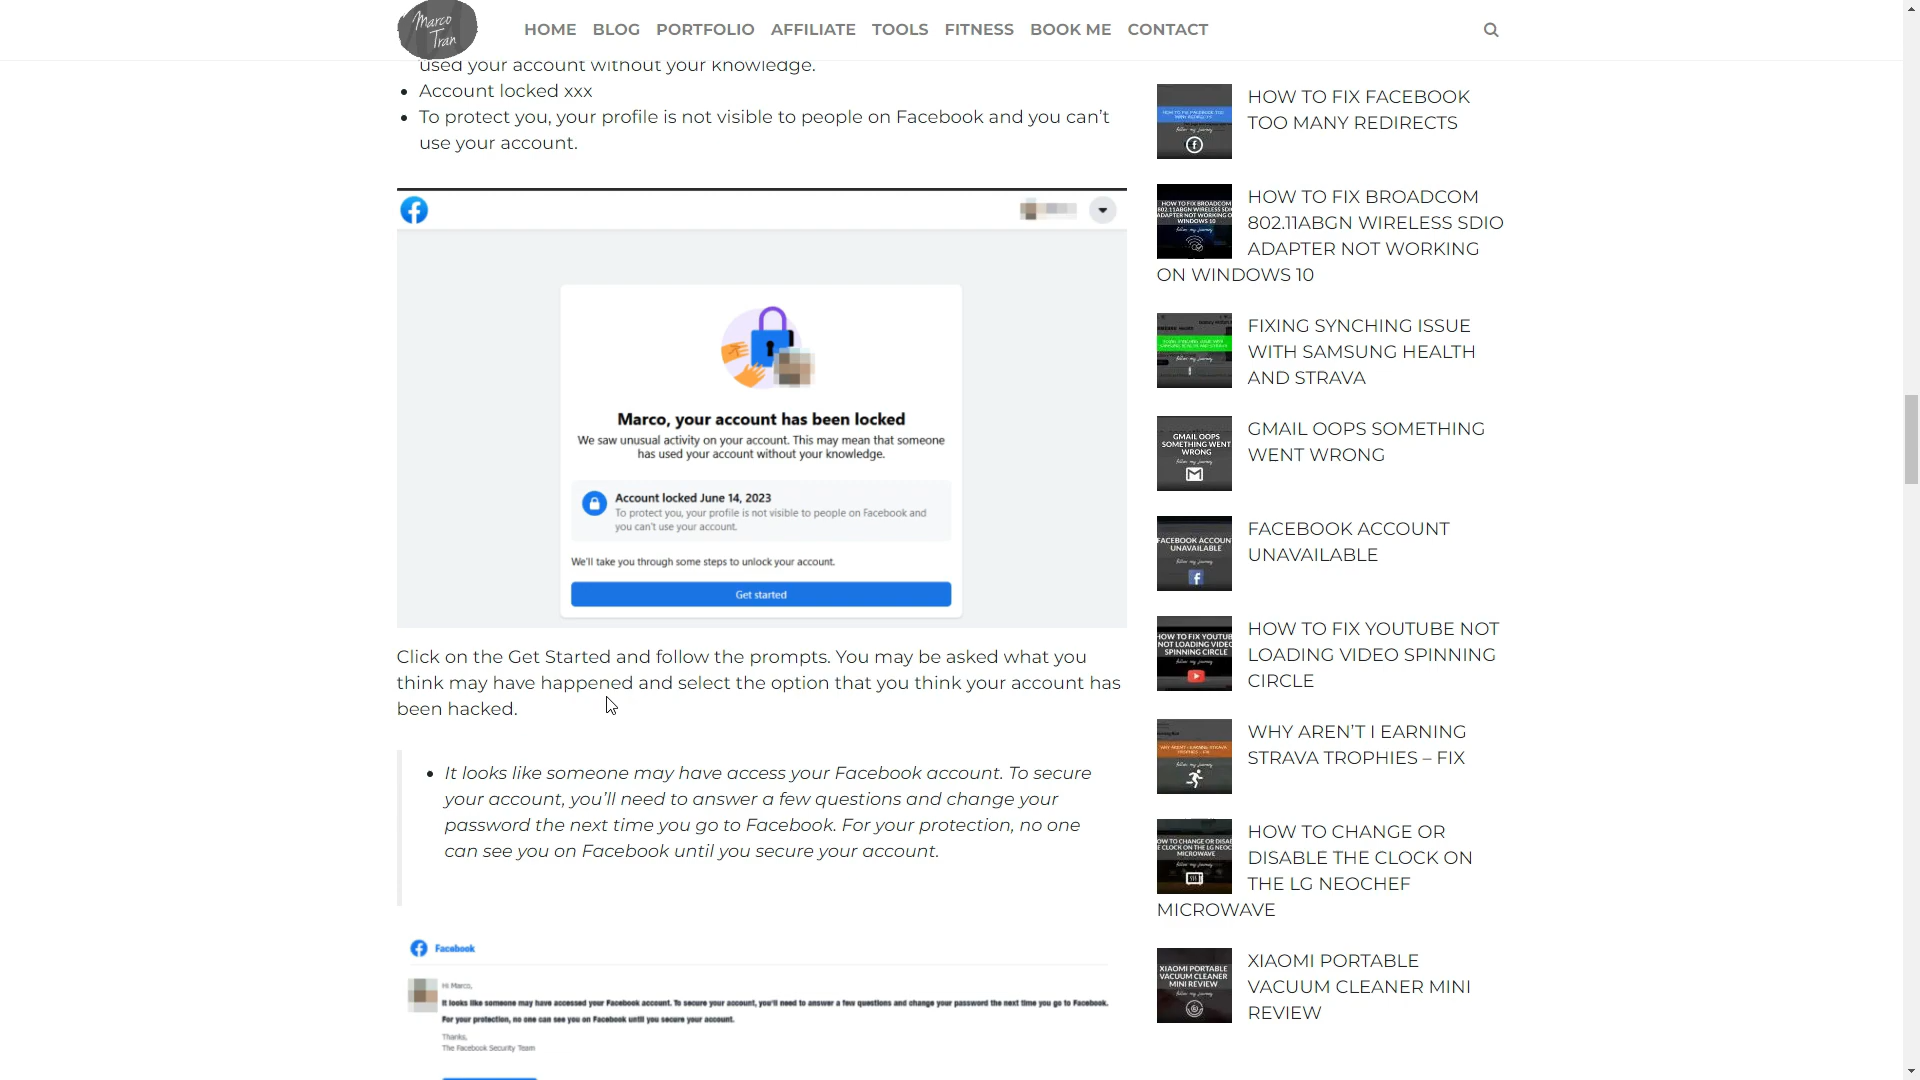 Marco
Tran
HOME BLOG PORTFOLIO AFFILIATE TOOLS FITNESS BOOK ME CONTACT
used your account without your knowledge.
Account locked xxx
To protect you, your profile is not visible to people on Facebook and you can't
use your account.
Marco, your account has been locked
We saw unusual activity on your account. This may mean that someone
has used your account without your knowledge.
Account locked June 14, 2023
To protect you, your profile is not visible to people on Facebook and
you can't use your account.
We'll take you through some steps to unlock your account.
Get started
Click on the Get Started and follow the prompts. You may be asked what you
think may have happened and select the option that you think your account has
been hacked.
It looks like someone may have access your Facebook account. To secure
your account, you'll need to answer a few questions and change your
password the next time you go to Facebook. For your protection, no one
can see you on Facebook until you secure your account.
Facebook
Hi Marco,
It looks like someone may have accessed your Facebook account. To secure your account, you'll need to answer a few questions and change your password the next time you go to Facebook.
For your protection, no one can see you on Facebook until you secure your account.
Thanks,
The Facebook Security Team
HOW TO FIX FACEBOOK
TOO MANY REDIRECTS
HOW TO FIX BROADCOM
802.11ABGN WIRELESS SDIO
ADAPTER NOT WORKING
ON WINDOWS 10
FIXING SYNCHING ISSUE
WITH SAMSUNG HEALTH
AND STRAVA
GMAIL OOPS
SOMETHING WENT
WRONG
GMAIL OOPS SOMETHING
WENT WRONG
FACEBOOK ACCOUN
UNAVAILABLE
FACEBOOK ACCOUNT
UNAVAILABLE
HOW TO FIX YOUTUBE NOT
LOADING VIDEO SPINNING
CIRCLE
WHY AREN'T I EARNING
STRAVA TROPHIES – FIX
HOW TO CHANGE OR
DISABLE THE CLOCK ON
THE LG NEOCHEF
MICROWAVE
XIAOMI PORTABLE
VACUUM CLEANER
MINI REVIEW
XIAOMI PORTABLE
VACUUM CLEANER MINI
REVIEW